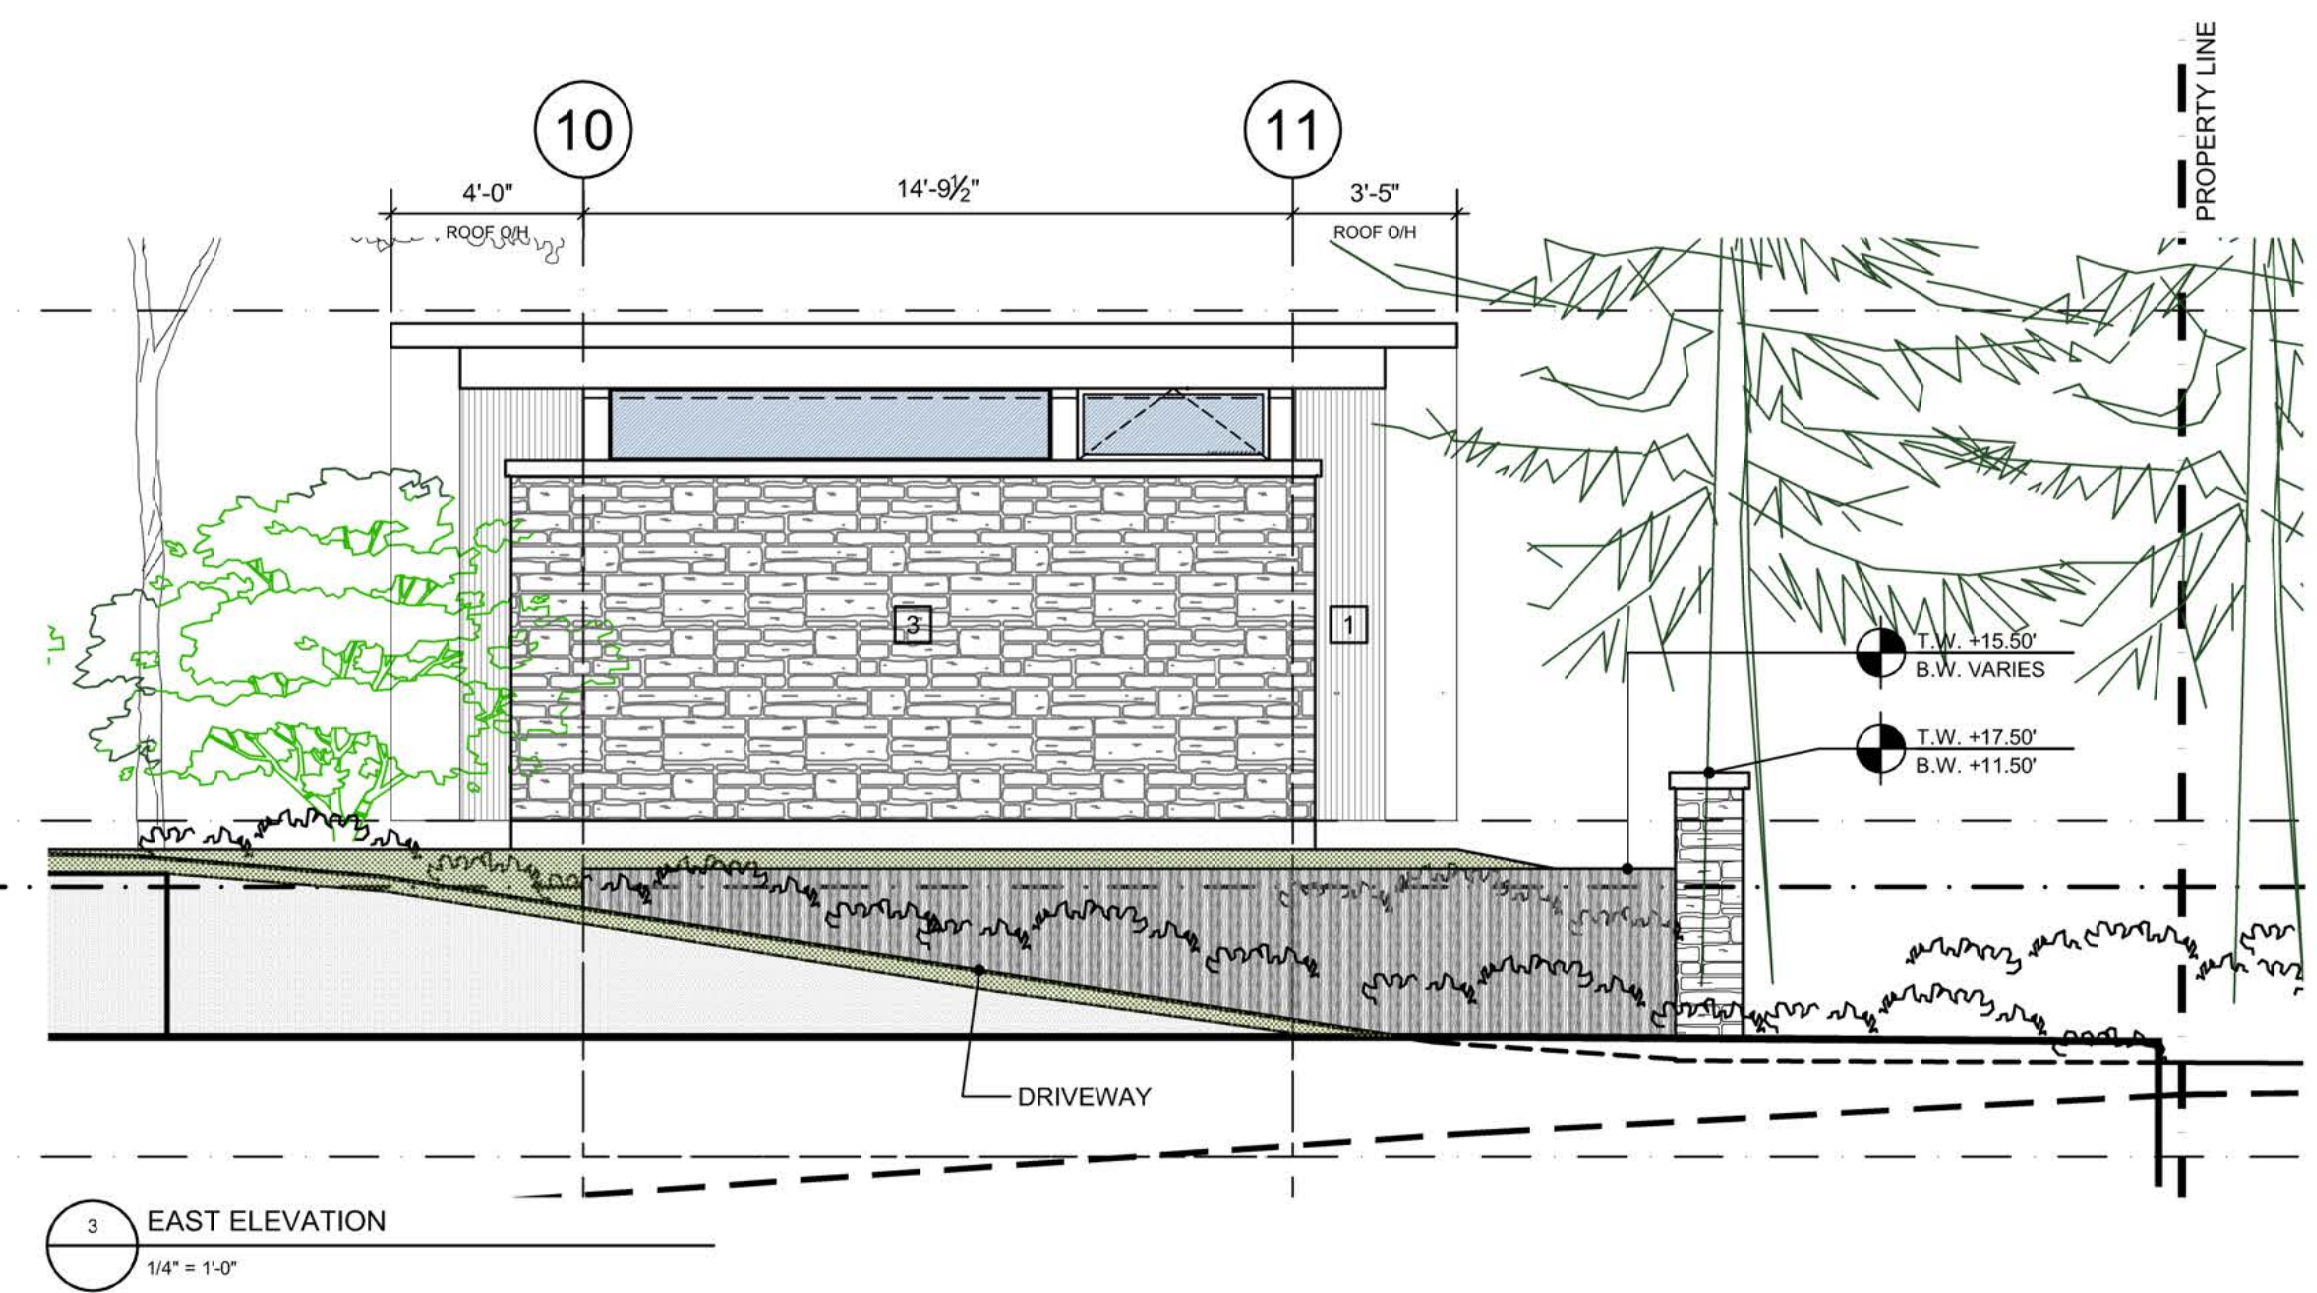 PROPERTY LINE
10
11
4'-0"
14'-9½"
3'-5"
ROOF O/H
ROOF O/H
3
1
T.W. +15.50'
B.W. VARIES
T.W. +17.50'
B.W. +11.50'
DRIVEWAY
3
EAST ELEVATION
1/4" = 1'-0"